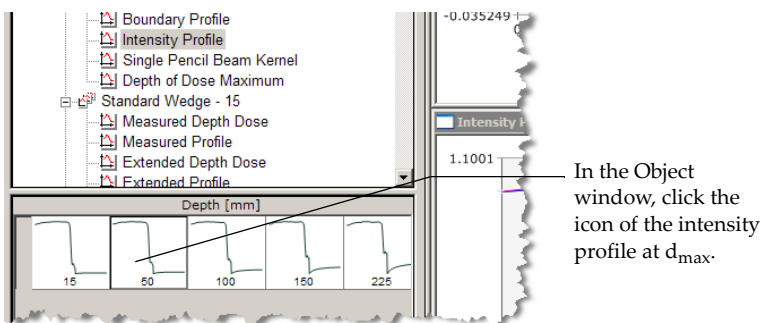 Boundary Profile
Intensity Profile
Single Pencil Beam Kernel
Depth of Dose Maximum
Standard Wedge - 15
Measured Depth Dose
Measured Profile
Extended Depth Dose
Extended Profile
-0.035249
Intensity
1.1001
Depth [mm]
15 50 100 150 225
In the Object
window, click the
icon of the intensity
profile at dmax.